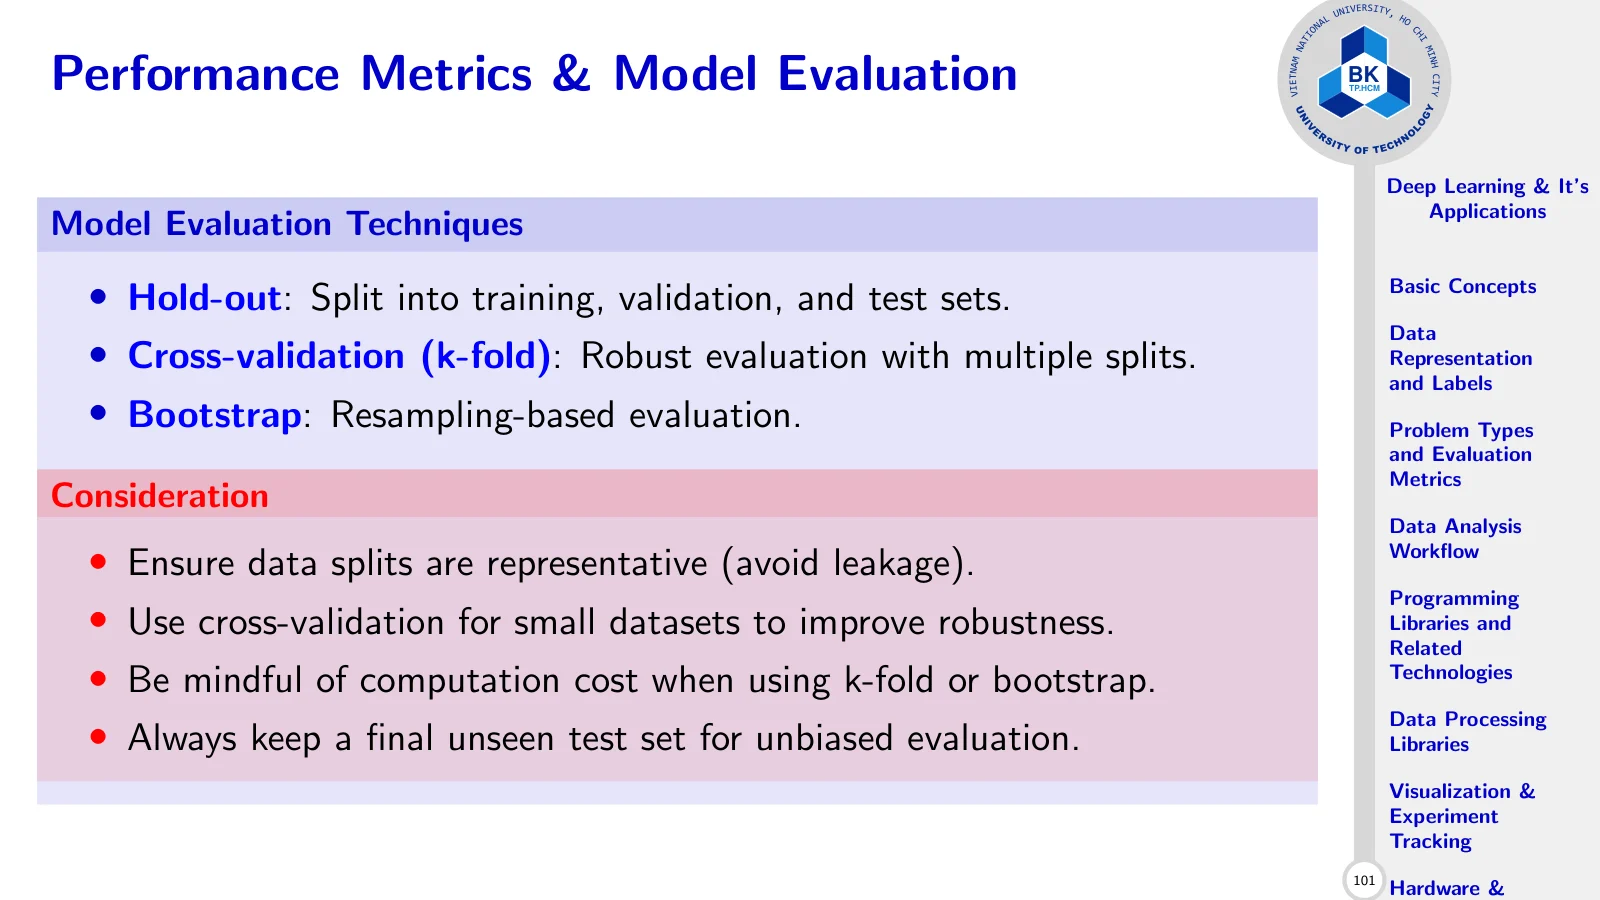 Performance Metrics & Model Evaluation
Model Evaluation Techniques
• Hold-out: Split into training, validation, and test sets.
• Cross-validation (k-fold): Robust evaluation with multiple splits.
• Bootstrap: Resampling-based evaluation.
Consideration
• Ensure data splits are representative (avoid leakage).
• Use cross-validation for small datasets to improve robustness.
• Be mindful of computation cost when using k-fold or bootstrap.
• Always keep a final unseen test set for unbiased evaluation.
VIETNAM NATIONAL UNIVERSITY, HO CHI MINH CITY
BK
TP.HCM
UNIVERSITY OF TECHNOLOGY
Deep Learning & It's
Applications
Basic Concepts
Data
Representation
and Labels
Problem Types
and Evaluation
Metrics
Data Analysis
Workflow
Programming
Libraries and
Related
Technologies
Data Processing
Libraries
Visualization &
Experiment
Tracking
Hardware &
101